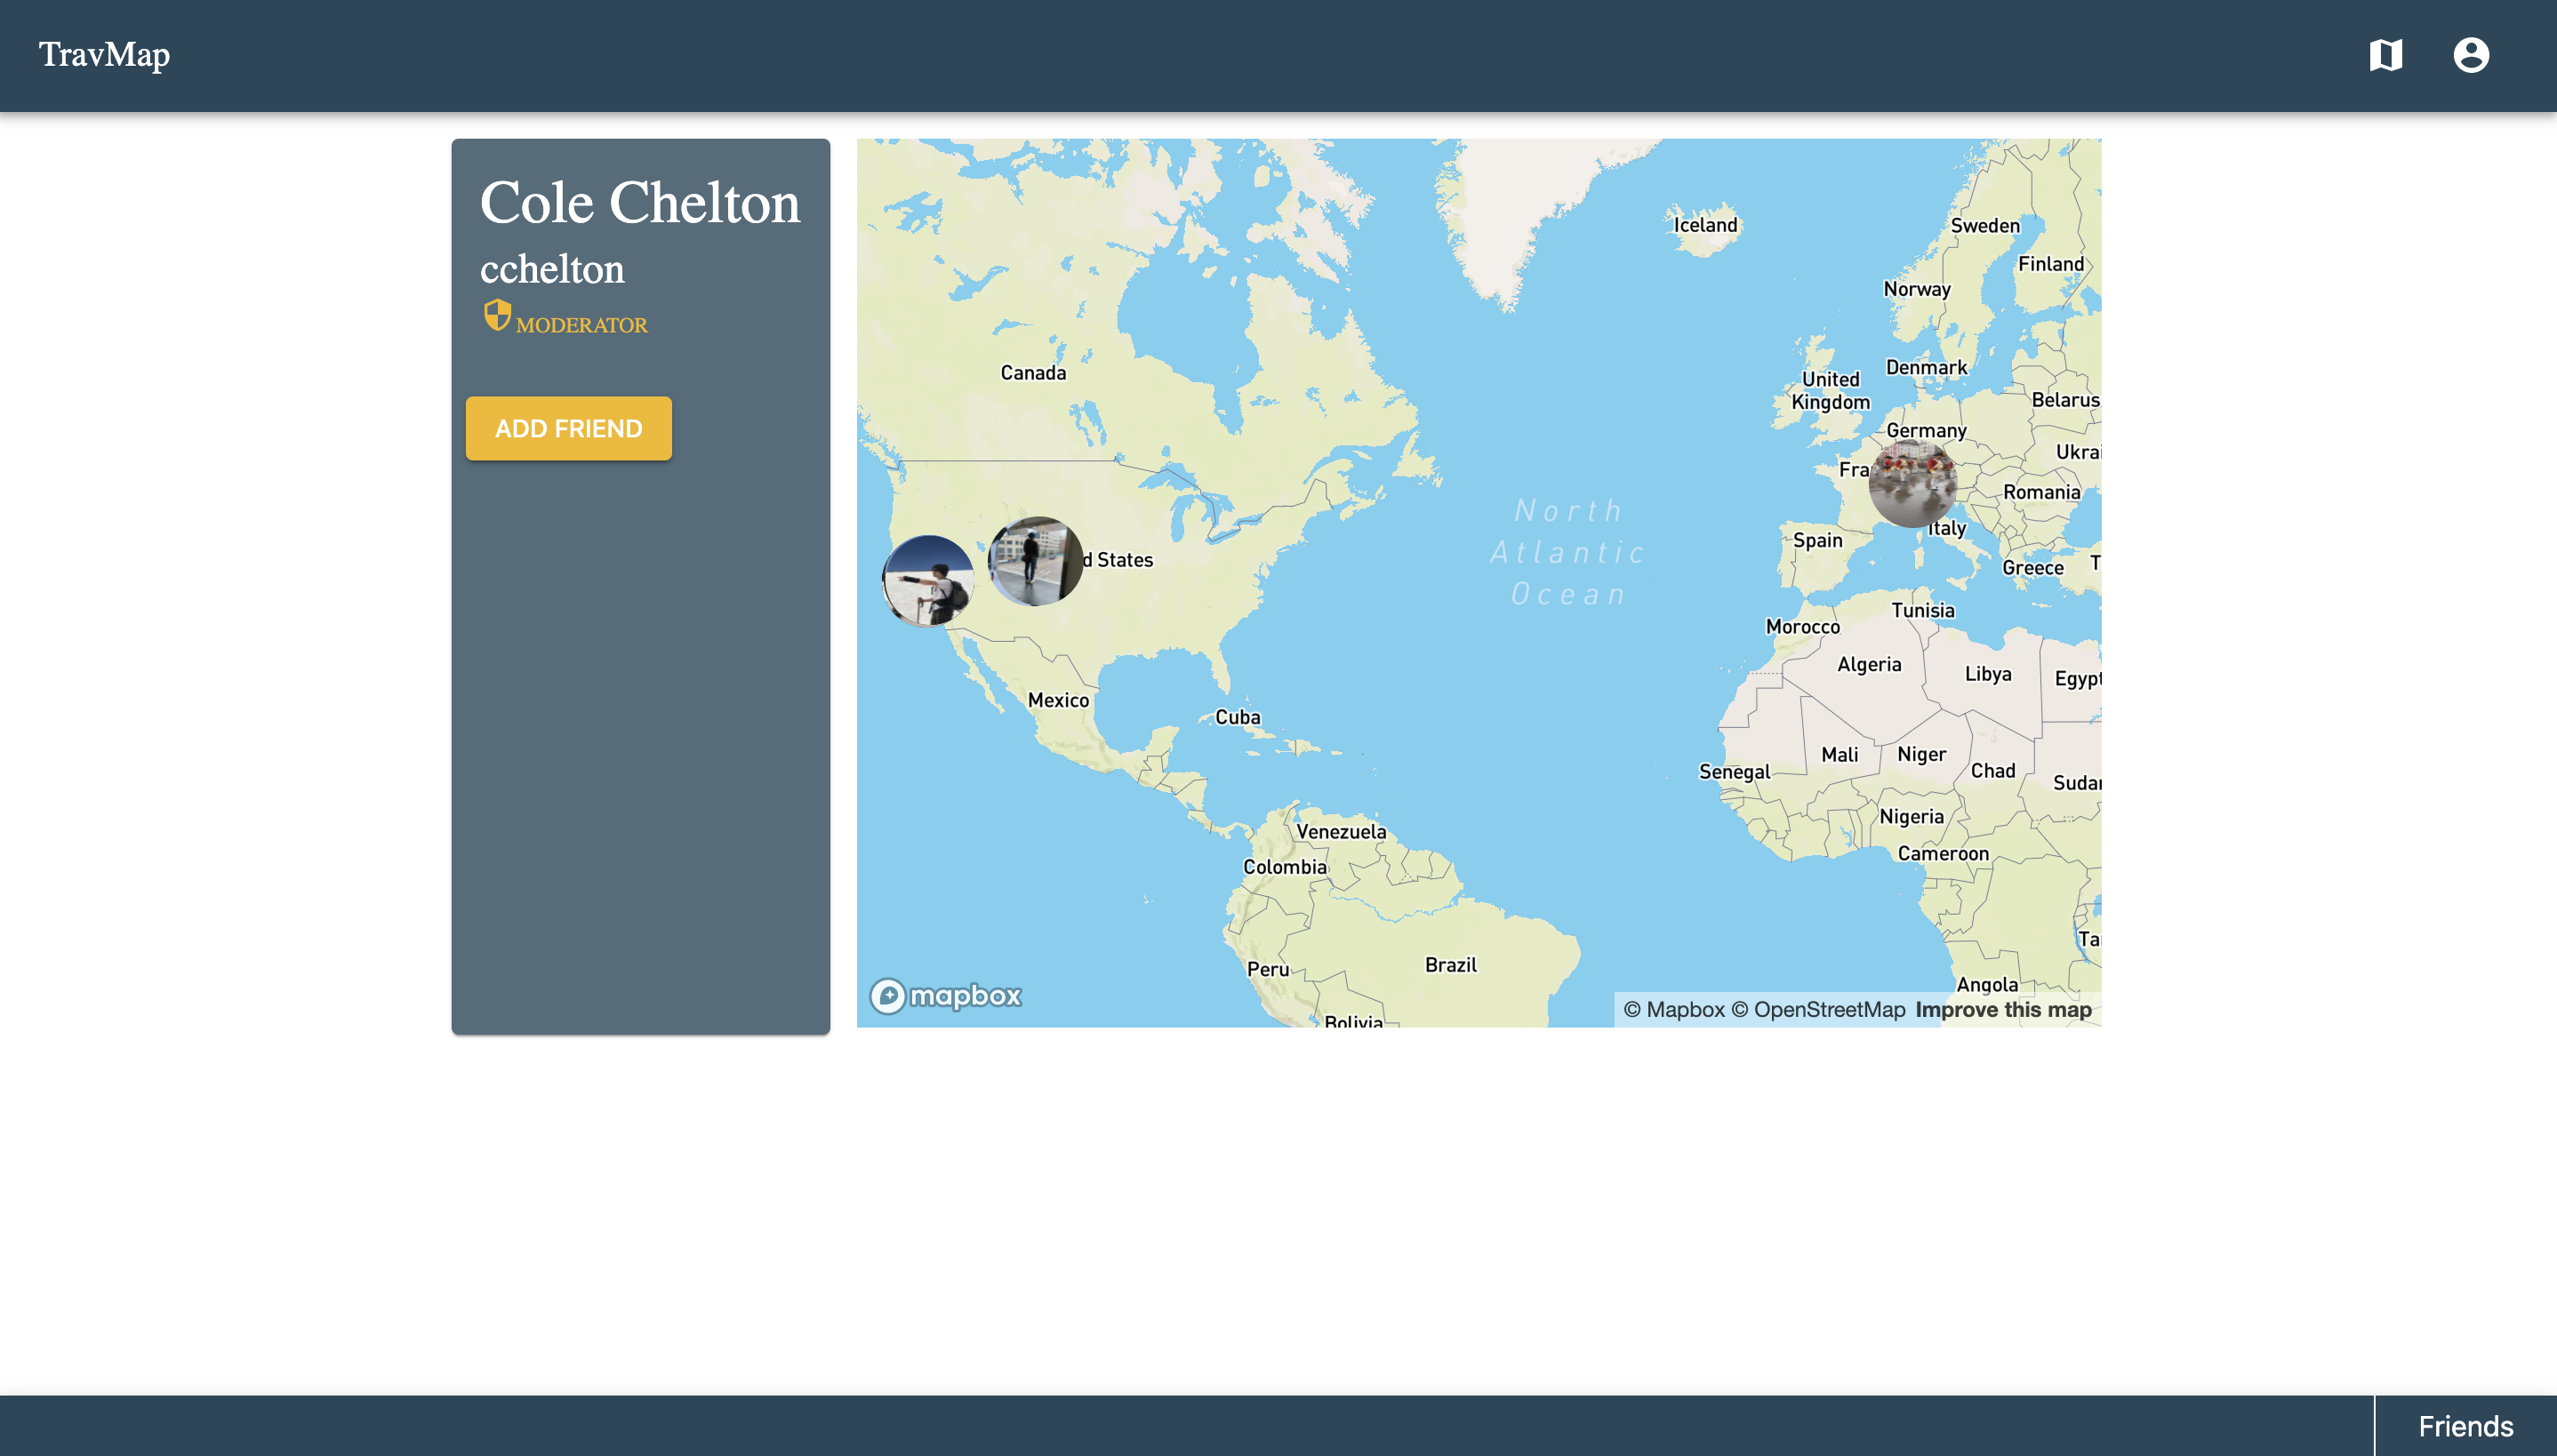 TravMap
Cole Chelton
cchelton
MODERATOR
ADD FRIEND
Iceland
Sweden
Finland
Norway
Canada
Denmark
United
Kingdom
Belarus
Germany
Ukrai
Fra
Romania
North
Atlantic
Ocean
Italy
Spain
d States
Greece
T
Tunisia
Morocco
Algeria
Libya
Egypt
Mexico
Cuba
Mali
Niger
Senegal
Chad
Sudan
Nigeria
Venezuela
Cameroon
Colombia
Ta
Brazil
Peru
Angola
mapbox
© Mapbox © OpenStreetMap Improve this map
Bolivia
Friends